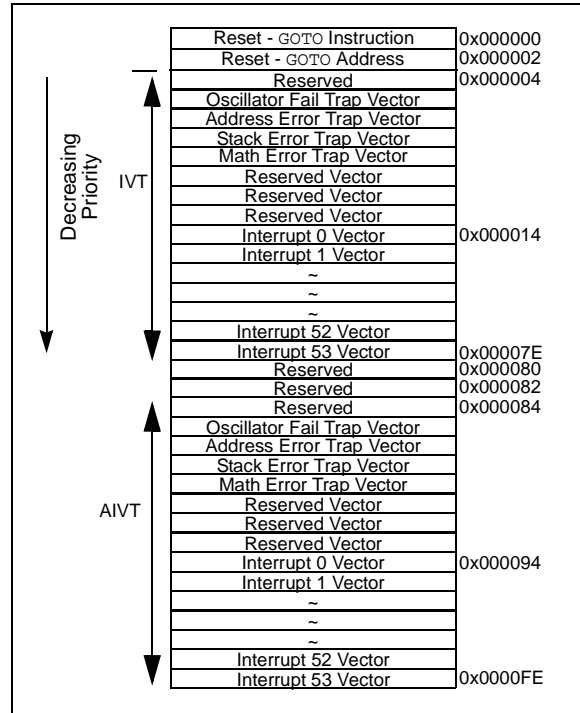 Reset - GOTO Instruction 0x000000
Reset - GOTO Address 0x000002
Reserved 0x000004
Oscillator Fail Trap Vector
Address Error Trap Vector
Stack Error Trap Vector
Math Error Trap Vector
Reserved Vector
Reserved Vector
Reserved Vector
Interrupt 0 Vector 0x000014
Interrupt 1 Vector
~
~
~
Interrupt 52 Vector
Interrupt 53 Vector 0x00007E
Reserved 0x000080
Reserved 0x000082
Reserved 0x000084
Oscillator Fail Trap Vector
Address Error Trap Vector
Stack Error Trap Vector
Math Error Trap Vector
Reserved Vector
Reserved Vector
Reserved Vector
Interrupt 0 Vector 0x000094
Interrupt 1 Vector
~
~
~
Interrupt 52 Vector
Interrupt 53 Vector 0x0000FE
Decreasing
Priority
IVT
AIVT